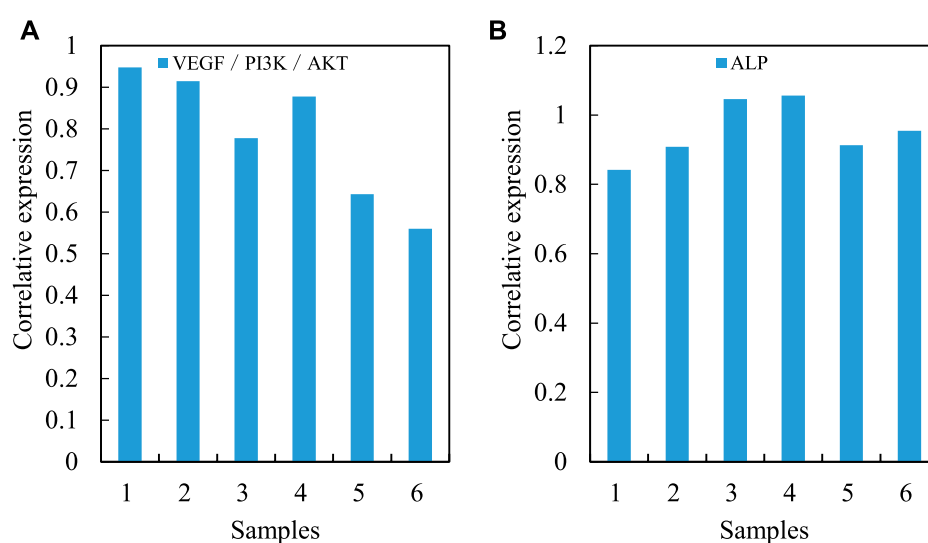 A
VEGF / PI3K / AKT
Correlative expression
1
0.9
0.8
0.7
0.6
0.5
0.4
0.3
0.2
0.1
0
1 2 3 4 5 6
Samples
B
ALP
Correlative expression
1.2
1
0.8
0.6
0.4
0.2
0
1 2 3 4 5 6
Samples